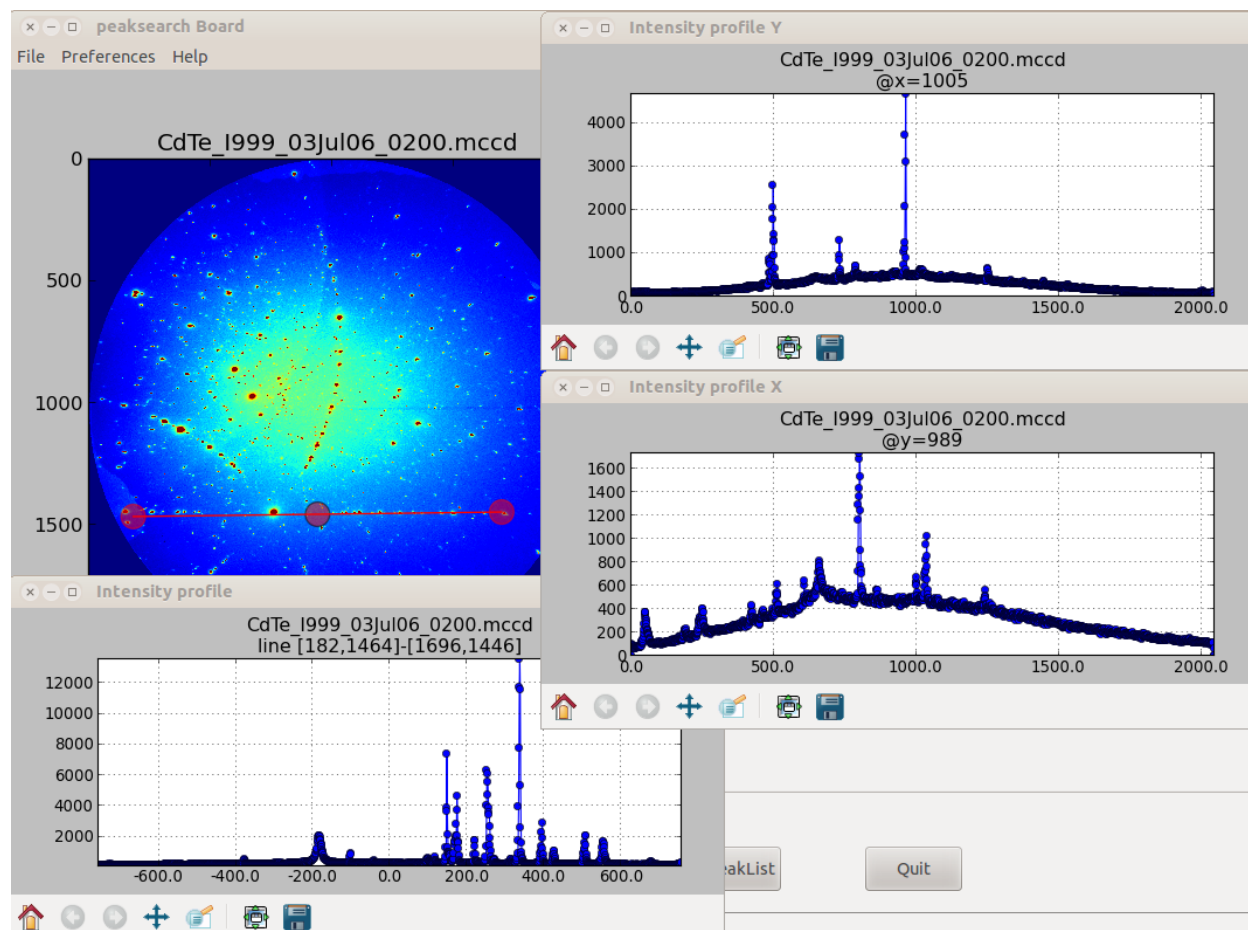 peaksearch Board
File Preferences Help
CdTe_I999_03Jul06_0200.mccd
0
500
1000
1500
Intensity profile Y
CdTe_I999_03Jul06_0200.mccd
@x=1005
4000
3000
2000
1000
0
0.0 500.0 1000.0 1500.0 2000.0
Intensity profile X
CdTe_I999_03Jul06_0200.mccd
@y=989
1600
1400
1200
1000
800
600
400
200
0
0.0 500.0 1000.0 1500.0 2000.0
Intensity profile
CdTe_I999_03Jul06_0200.mccd
line [182,1464]-[1696,1446]
12000
10000
8000
6000
4000
2000
-600.0 -400.0 -200.0 0.0 200.0 400.0 600.0
eakList
Quit